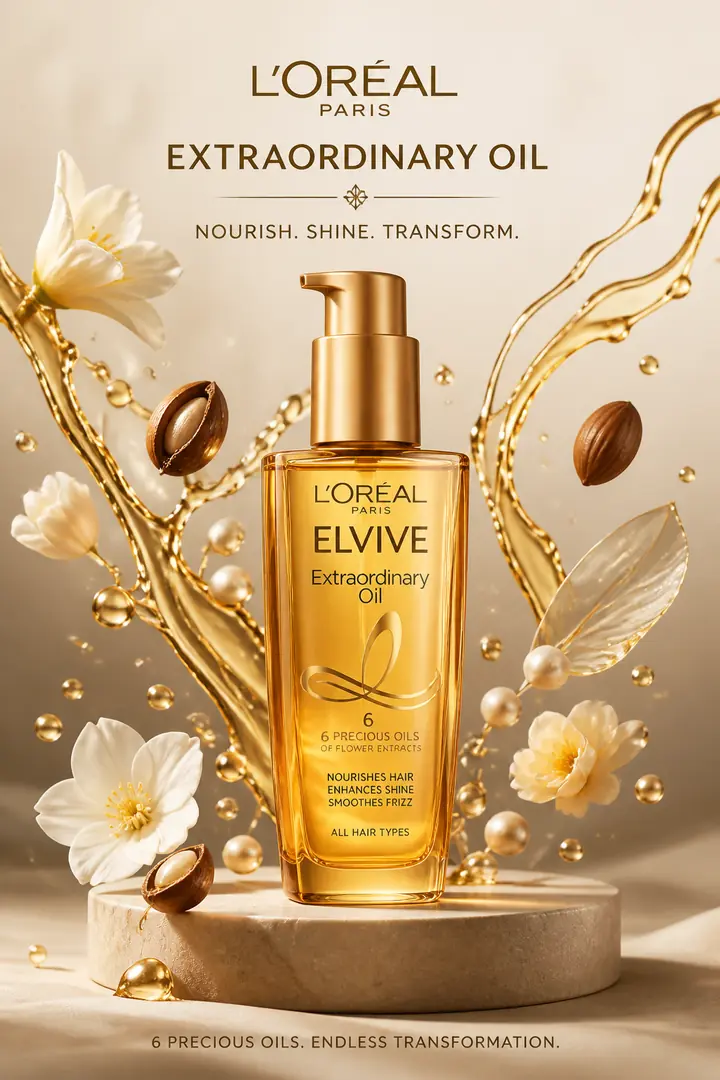 L'ORÉAL
PARIS
EXTRAORDINARY OIL
NOURISH. SHINE. TRANSFORM.
L'ORÉAL
PARIS
ELVIVE
Extraordinary
Oil
6
6 PRECIOUS OILS
OF FLOWER EXTRACTS
NOURISHES HAIR
ENHANCES SHINE
SMOOTHES FRIZZ
ALL HAIR TYPES
6 PRECIOUS OILS. ENDLESS TRANSFORMATION.